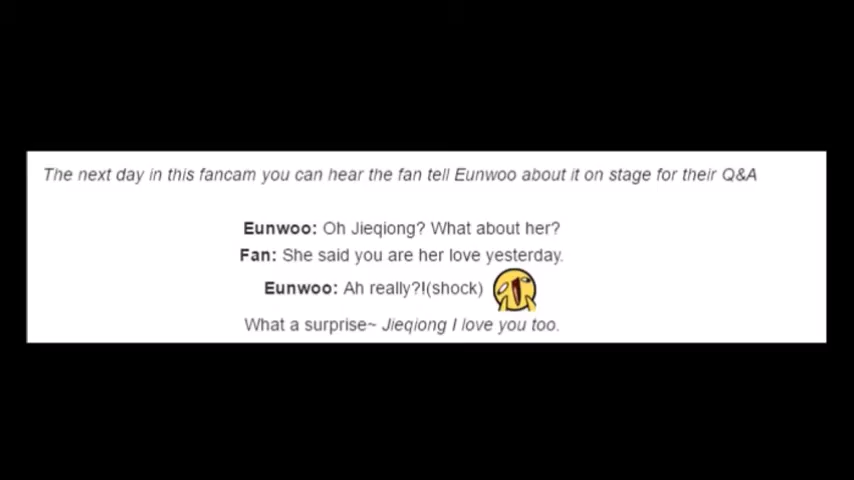 The next day in this fancam you can hear the fan tell Eunwoo about it on stage for their Q&A
Eunwoo: Oh Jieqiong? What about her?
Fan: She said you are her love yesterday.
Eunwoo: Ah really?!(shock)
What a surprise~ Jieqiong I love you too.